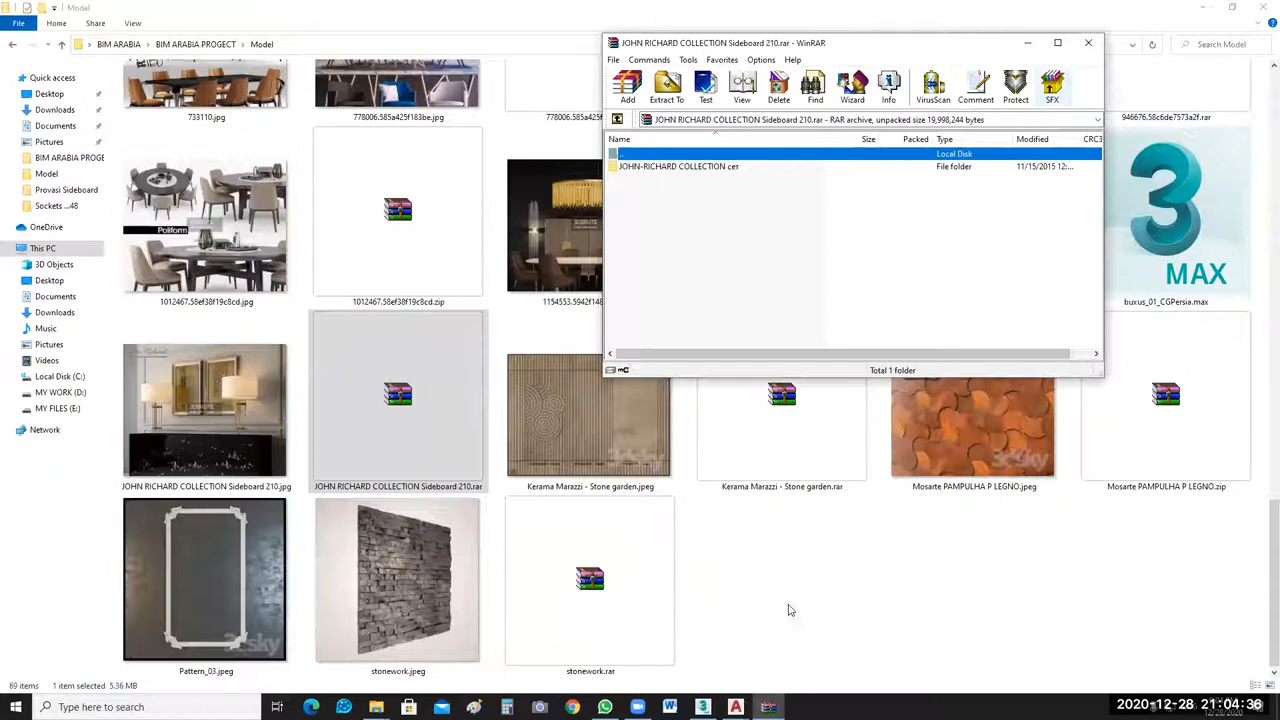 Model
File
Home
Share
View
BIM ARABIA
BIM ARABIA PROGECT
Model
Search Model
Quick access
Desktop
Downloads
Documents
Pictures
BIM ARABIA PROGE
Model
Provasi Sideboard
Sockets ...48
OneDrive
This PC
3D Objects
Desktop
Documents
Downloads
Music
Pictures
Videos
Local Disk (C:)
MY WORK (D:)
MY FILES (E:)
Network
733110.jpg
778006.585a425f183be.jpg
778006.585a425f
946676.58c6de7573a2f.rar
Poliform
1012467.58ef38f19c8cd.jpg
1012467.58ef38f19c8cd.zip
1154553.5942f148
3
MAX
buxus_01_CGPersia.max
JOHN RICHARD COLLECTION Sideboard 210.jpg
JOHN RICHARD COLLECTION Sideboard 210.rar
Kerama Marazzi - Stone garden.jpeg
Kerama Marazzi - Stone garden.rar
3dsky
Mosarte PAMPULHA P LEGNO.jpeg
Mosarte PAMPULHA P LEGNO.zip
3dsky
Pattern_03.jpeg
stonework.jpeg
stonework.rar
69 items
1 item selected 5.36 MB
JOHN RICHARD COLLECTION Sideboard 210.rar - WinRAR
File Commands Tools Favorites Options Help
Add Extract To Test View Delete Find Wizard Info VirusScan Comment Protect SFX
JOHN RICHARD COLLECTION Sideboard 210.rar - RAR archive, unpacked size 19,998,244 bytes
Name Size Packed Type Modified CRC3
.. Local Disk
JOHN-RICHARD COLLECTION сет File folder 11/15/2015 12:...
Total 1 folder
Type here to search
2020-12-28 21:04:36